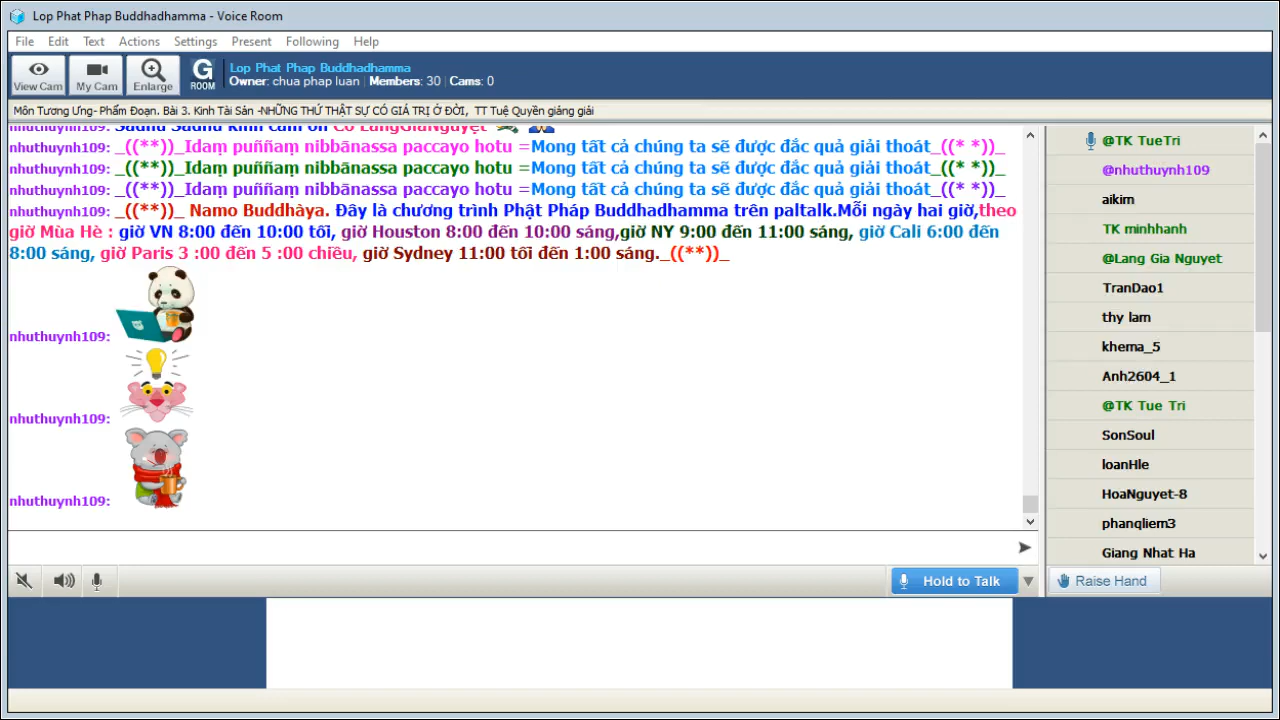 Lop Phat Phap Buddhadhamma - Voice Room
File Edit Text Actions Settings Present Following Help
View Cam My Cam Enlarge G ROOM
Lop Phat Phap Buddhadhamma
Owner: chua phap luan Members: 30 Cams: 0
Môn Tương Ưng- Phẩm Đoạn. Bài 3. Kinh Tài Sản -NHỮNG THỨ THẬT SỰ CÓ GIÁ TRỊ Ở ĐỜI, TT Tuệ Quyền giảng giải
nhuthuynh109: Sadhu Sadhu kính cám ơn Cô LangGiaNguyệt
nhuthuynh109: _((**))_Idaṃ puññaṃ nibbānassa paccayo hotu =Mong tất cả chúng ta sẽ được đắc quả giải thoát_((* *))_
nhuthuynh109: _((**))_Idaṃ puññaṃ nibbānassa paccayo hotu =Mong tất cả chúng ta sẽ được đắc quả giải thoát_((* *))_
nhuthuynh109: _((**))_Idaṃ puññaṃ nibbānassa paccayo hotu =Mong tất cả chúng ta sẽ được đắc quả giải thoát_((* *))_
nhuthuynh109: _((**))_ Namo Buddhàya. Đây là chương trình Phật Pháp Buddhadhamma trên paltalk.Mỗi ngày hai giờ,theo
giờ Mùa Hè : giờ VN 8:00 đến 10:00 tối, giờ Houston 8:00 đến 10:00 sáng,giờ NY 9:00 đến 11:00 sáng, giờ Cali 6:00 đến
8:00 sáng, giờ Paris 3 :00 đến 5 :00 chiều, giờ Sydney 11:00 tối đến 1:00 sáng._((**))_
nhuthuynh109:
nhuthuynh109:
nhuthuynh109:
@TK TueTri
@nhuthuynh109
aikim
TK minhhanh
@Lang Gia Nguyet
TranDao1
thy lam
khema_5
Anh2604_1
@TK Tue Tri
SonSoul
loanHle
HoaNguyet-8
phanqliem3
Giang Nhat Ha
Hold to Talk
Raise Hand